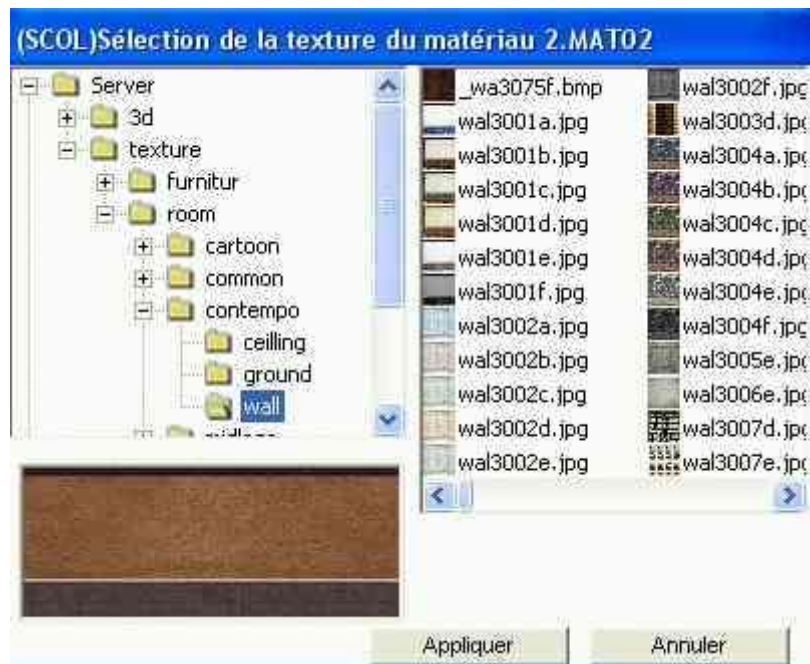 (SCOL)Sélection de la texture du matériau 2.MAT02
Server
3d
texture
furnitur
room
cartoon
common
contempo
ceilling
ground
wall
_wa3075f.bmp
wal3001a.jpg
wal3001b.jpg
wal3001c.jpg
wal3001d.jpg
wal3001e.jpg
wal3001f.jpg
wal3002a.jpg
wal3002b.jpg
wal3002c.jpg
wal3002d.jpg
wal3002e.jpg
wal3002f.jpg
wal3003d.jpg
wal3004a.jpg
wal3004b.jpg
wal3004c.jpg
wal3004d.jpg
wal3004e.jpg
wal3004f.jpg
wal3005e.jpg
wal3006e.jpg
wal3007d.jpg
wal3007e.jpg
Appliquer
Annuler